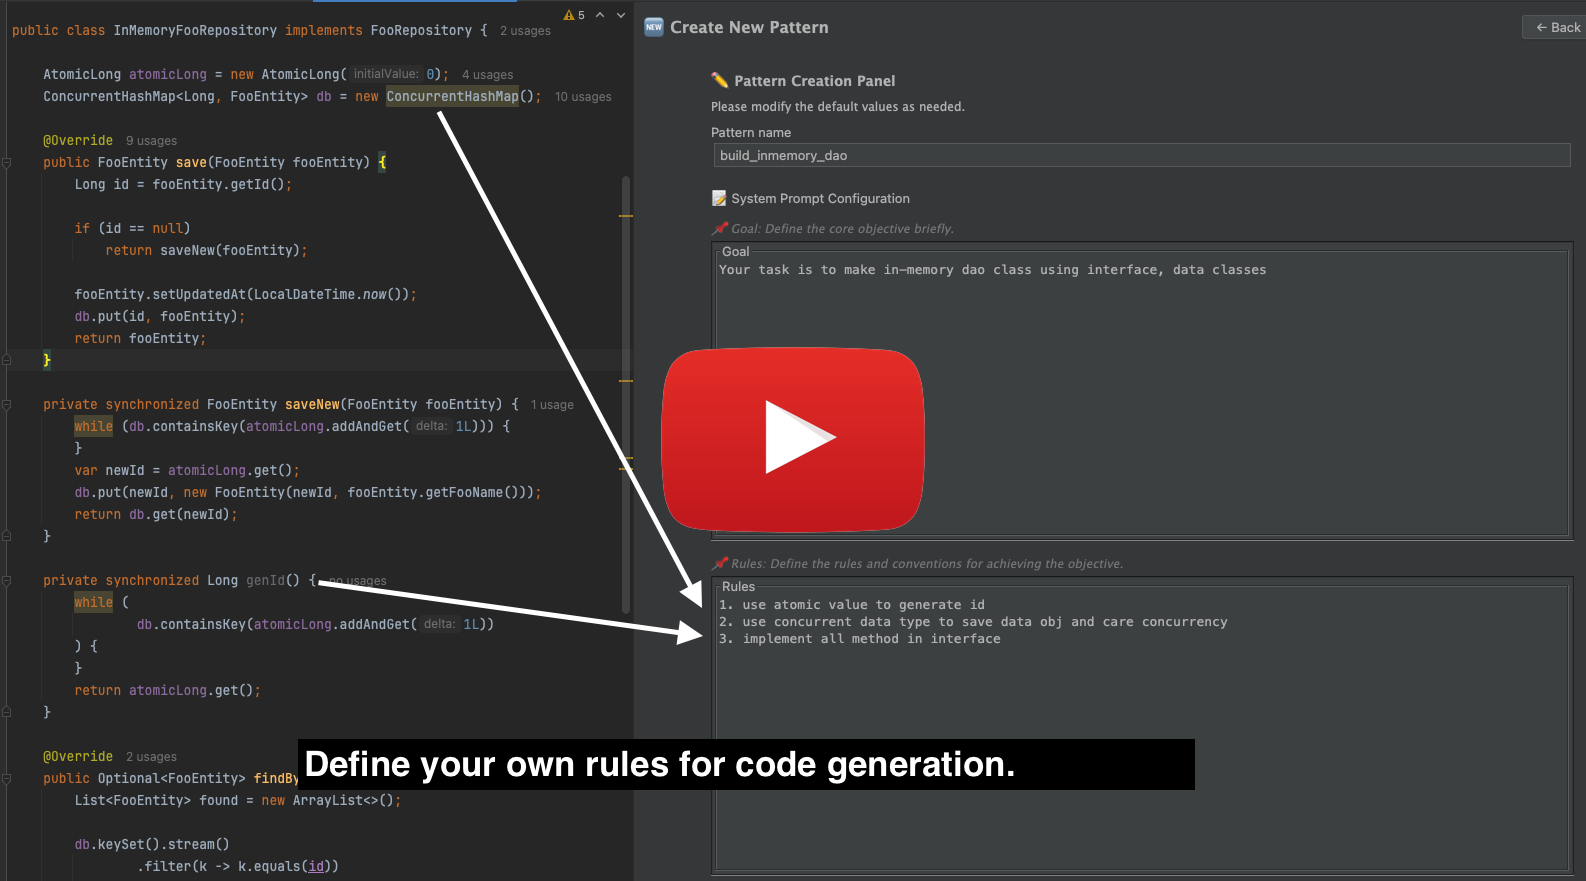 5
public class InMemoryFooRepository implements FooRepository { 2 usages
AtomicLong atomicLong = new AtomicLong( initialValue: 0); 4 usages
ConcurrentHashMap<Long, FooEntity> db = new ConcurrentHashMap(); 10 usages
@Override 9 usages
public FooEntity save(FooEntity fooEntity) {
Long id = fooEntity.getId();
if (id == null)
return saveNew(fooEntity);
fooEntity.setUpdatedAt(LocalDateTime.now());
db.put(id, fooEntity);
return fooEntity;
}
private synchronized FooEntity saveNew(FooEntity fooEntity) { 1 usage
while (db.containsKey(atomicLong.addAndGet( delta: 1L))) {
}
var newId = atomicLong.get();
db.put(newId, new FooEntity(newId, fooEntity.getFooName()));
return db.get(newId);
}
private synchronized Long genId() { no usages
while (
db.containsKey(atomicLong.addAndGet( delta: 1L))
) {
}
return atomicLong.get();
}
@Override 2 usages
public Optional<FooEntity> findBy
List<FooEntity> found = new ArrayList<>();
db.keySet().stream()
.filter(k -> k.equals(id))
NEW Create New Pattern
← Back
Pattern Creation Panel
Please modify the default values as needed.
Pattern name
build_inmemory_dao
System Prompt Configuration
Goal: Define the core objective briefly.
Goal
Your task is to make in-memory dao class using interface, data classes
Rules: Define the rules and conventions for achieving the objective.
Rules
1. use atomic value to generate id
2. use concurrent data type to save data obj and care concurrency
3. implement all method in interface
Define your own rules for code generation.